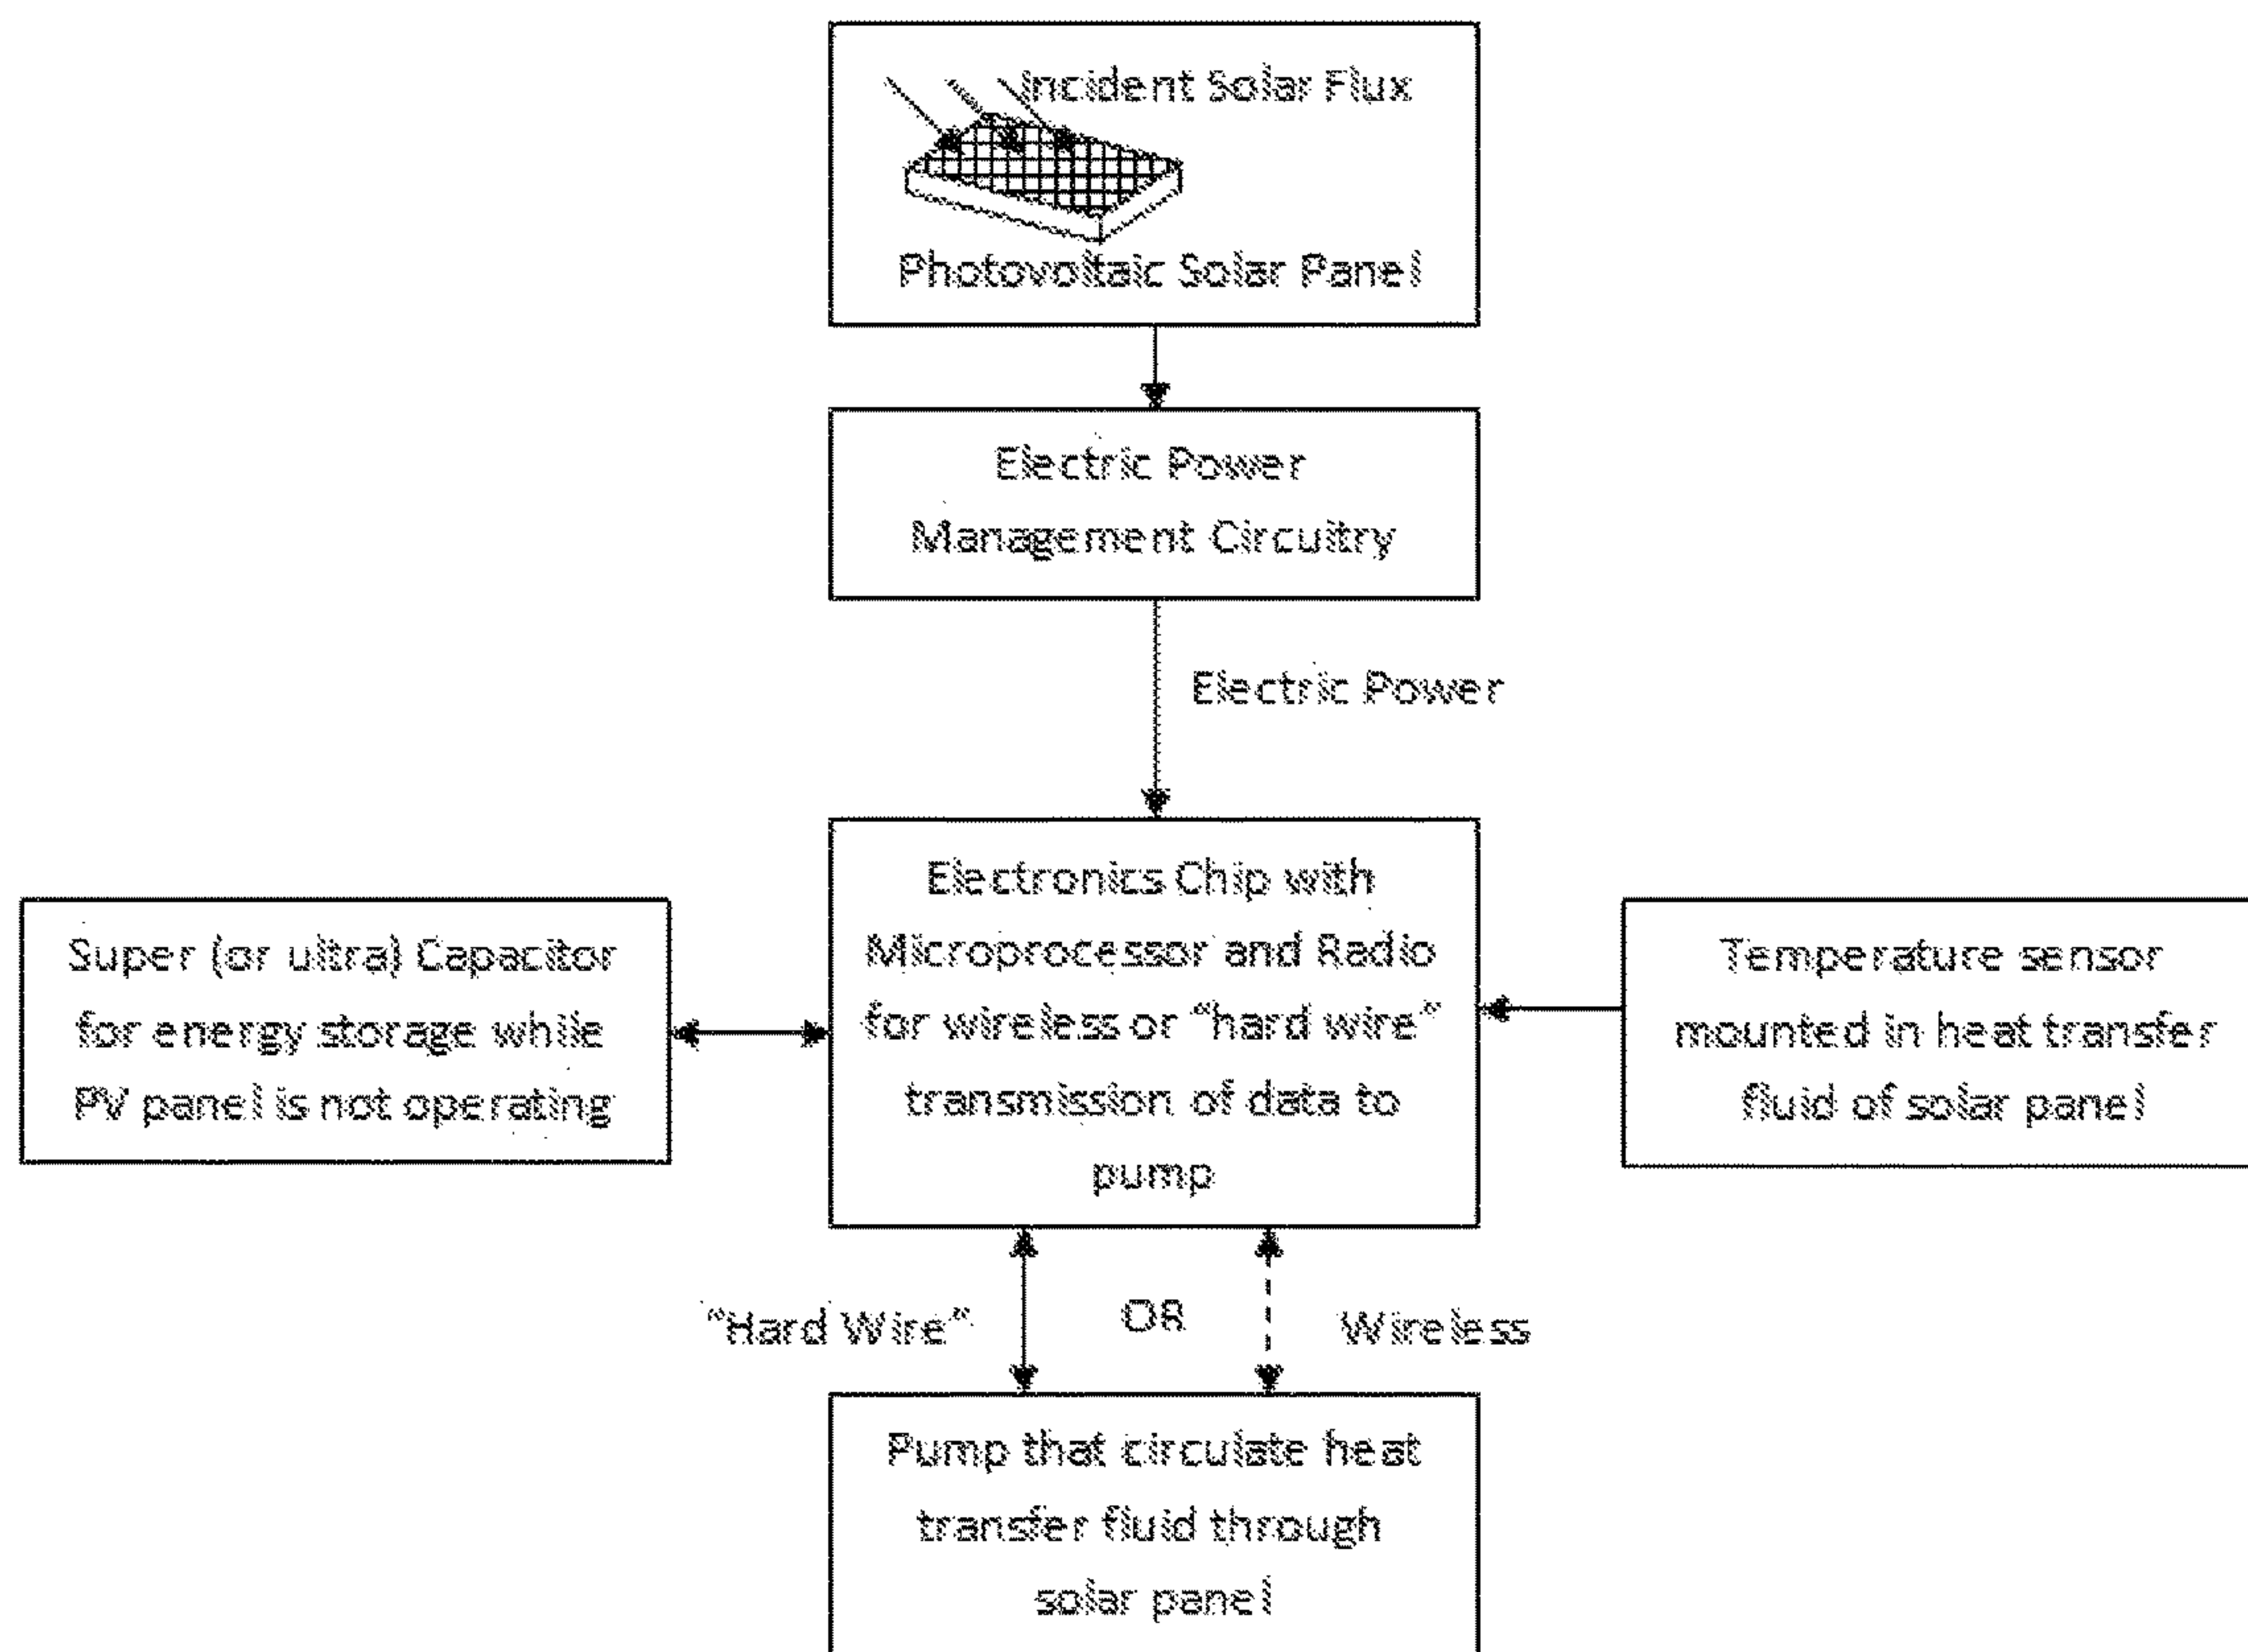 Incident Solar Flux
Photovoltaic Solar Panel
Electric Power
Management Circuitry
Electric Power
Super (or ultra) Capacitor
for energy storage while
PV panel is not operating
Electronics Chip with
Microprocessor and Radio
for wireless or “hard wire”
transmission of data to
pump
Temperature sensor
mounted in heat transfer
fluid of solar panel
“Hard Wire”
OR
Wireless
Pump that circulate heat
transfer fluid through
solar panel